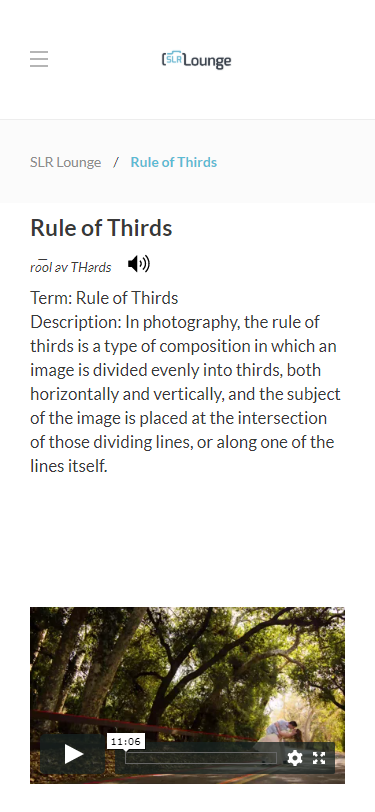 SLR Lounge
SLR Lounge / Rule of Thirds
Rule of Thirds
ro͞ol əv THərds
Term: Rule of Thirds
Description: In photography, the rule of
thirds is a type of composition in which an
image is divided evenly into thirds, both
horizontally and vertically, and the subject
of the image is placed at the intersection
of those dividing lines, or along one of the
lines itself.
11:06